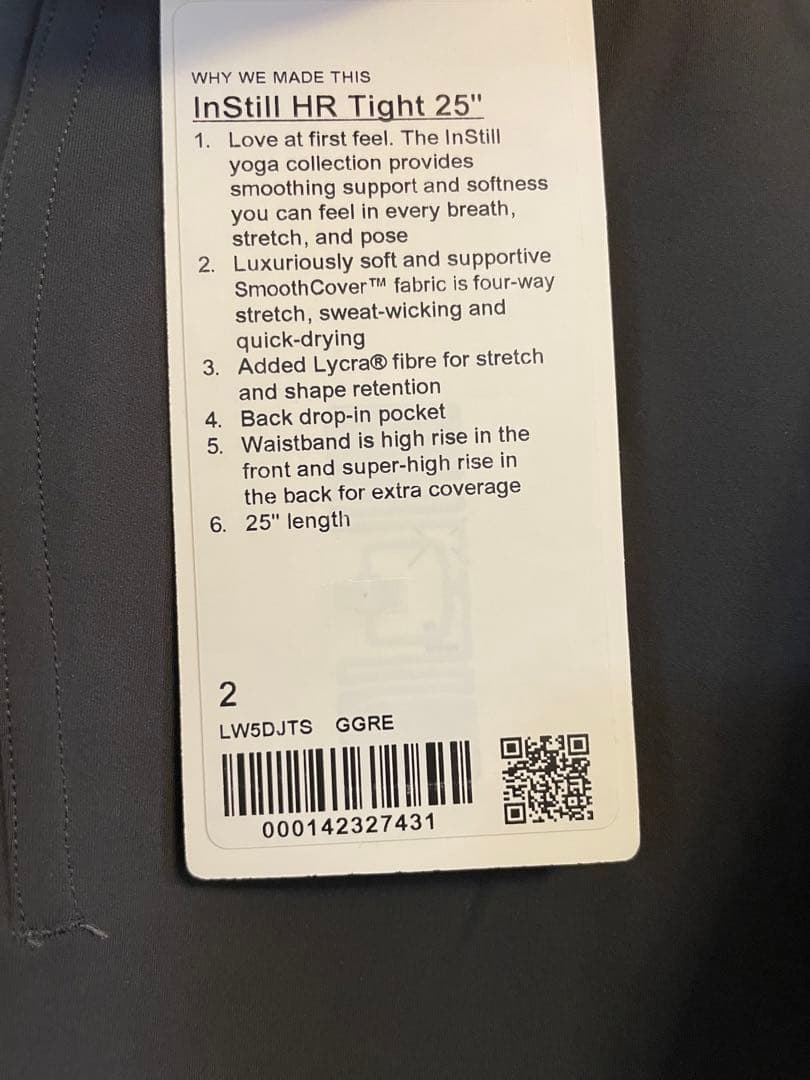 WHY WE MADE THIS
InStill HR Tight 25"
1. Love at first feel. The InStill
yoga collection provides
smoothing support and softness
you can feel in every breath,
stretch, and pose
2. Luxuriously soft and supportive
SmoothCover™ fabric is four-way
stretch, sweat-wicking and
quick-drying
3. Added Lycra® fibre for stretch
and shape retention
4. Back drop-in pocket
5. Waistband is high rise in the
front and super-high rise in
the back for extra coverage
6. 25" length
2
LW5DJTS GGRE
000142327431